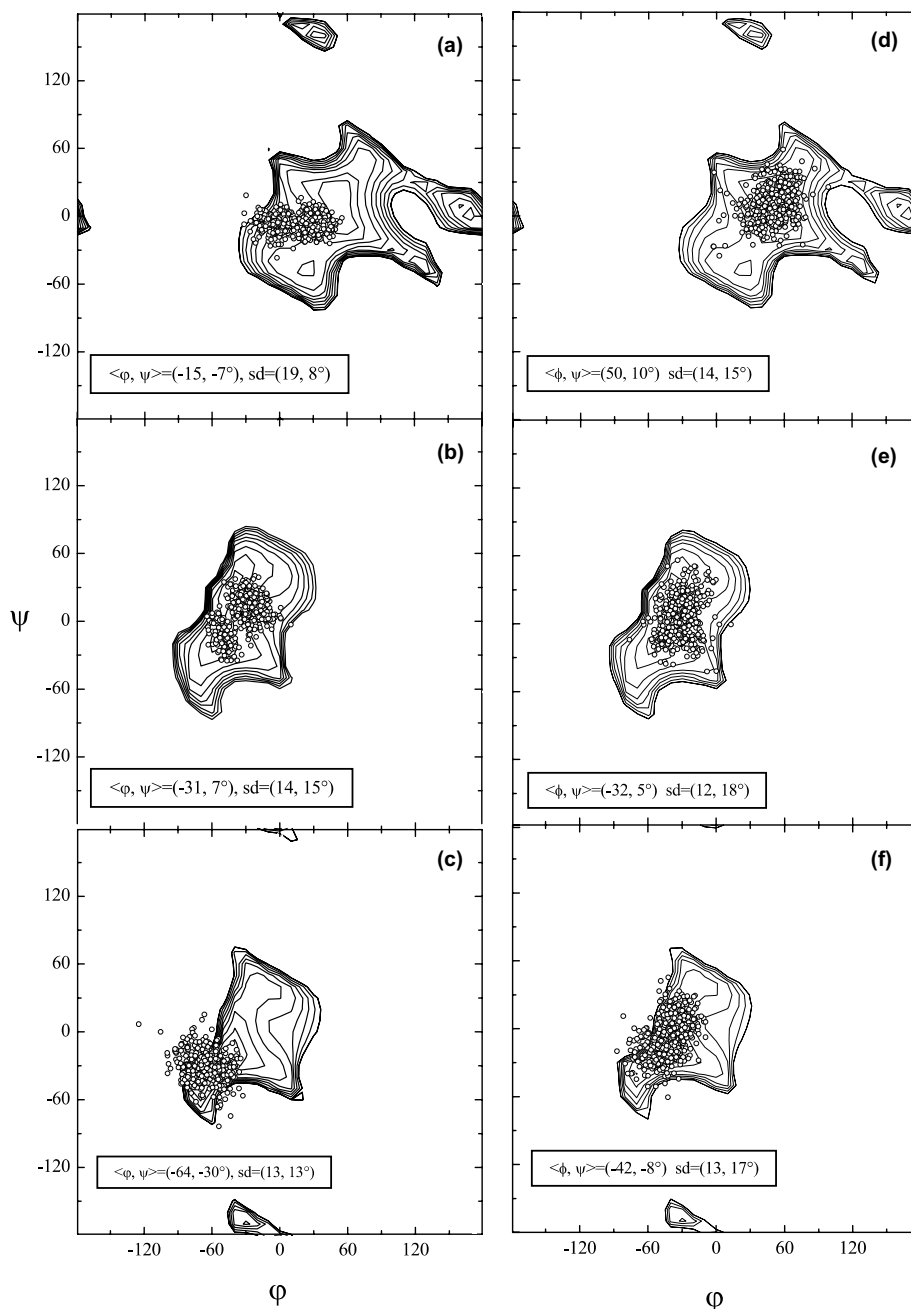 (a)
120
60
0
-60
-120
<φ, ψ>=(-15, -7°), sd=(19, 8°)
(d)
<ϕ, ψ>=(50, 10°) sd=(14, 15°)
(b)
120
60
ψ
0
-60
-120
<φ, ψ>=(-31, 7°), sd=(14, 15°)
(e)
<ϕ, ψ>=(-32, 5°) sd=(12, 18°)
(c)
120
60
0
-60
-120
<φ, ψ>=(-64, -30°), sd=(13, 13°)
-120 -60 0 60 120
φ
(f)
<ϕ, ψ>=(-42, -8°) sd=(13, 17°)
-120 -60 0 60 120
φ